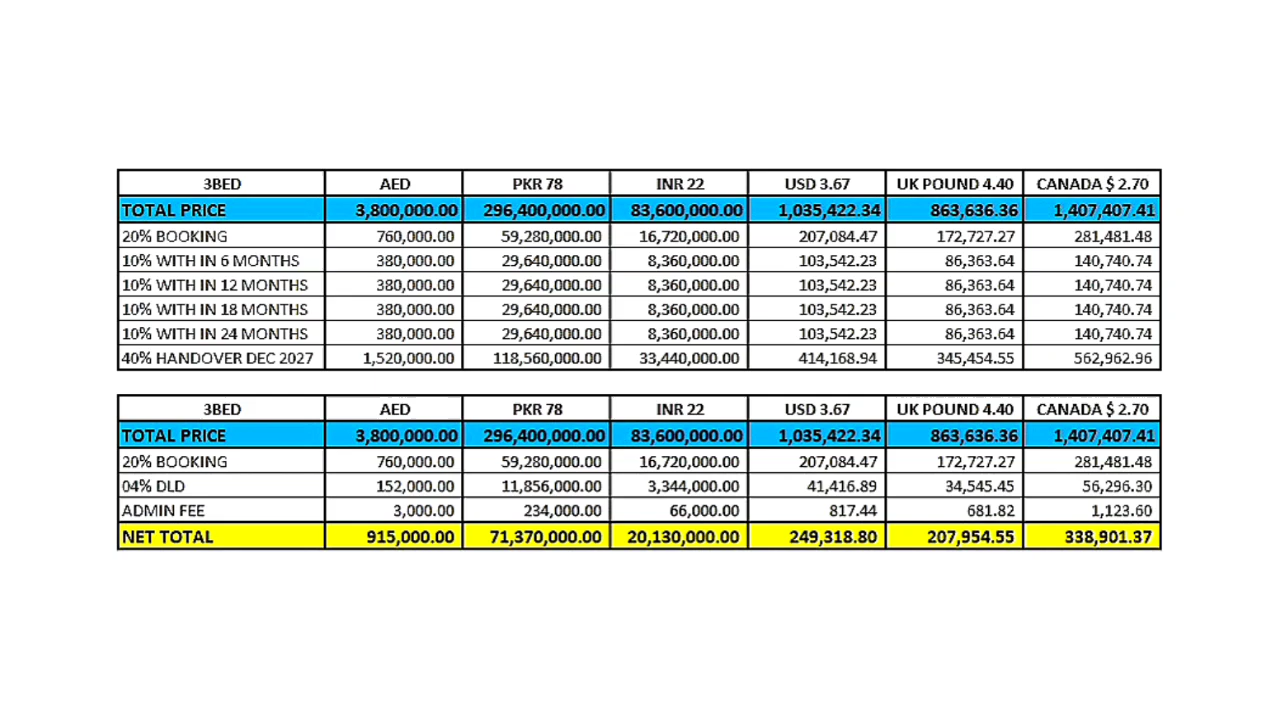 3BED AED PKR 78 INR 22 USD 3.67 UK POUND 4.40 CANADA $ 2.70
TOTAL PRICE 3,800,000.00 296,400,000.00 83,600,000.00 1,035,422.34 863,636.36 1,407,407.41
20% BOOKING 760,000.00 59,280,000.00 16,720,000.00 207,084.47 172,727.27 281,481.48
10% WITH IN 6 MONTHS 380,000.00 29,640,000.00 8,360,000.00 103,542.23 86,363.64 140,740.74
10% WITH IN 12 MONTHS 380,000.00 29,640,000.00 8,360,000.00 103,542.23 86,363.64 140,740.74
10% WITH IN 18 MONTHS 380,000.00 29,640,000.00 8,360,000.00 103,542.23 86,363.64 140,740.74
10% WITH IN 24 MONTHS 380,000.00 29,640,000.00 8,360,000.00 103,542.23 86,363.64 140,740.74
40% HANDOVER DEC 2027 1,520,000.00 118,560,000.00 33,440,000.00 414,168.94 345,454.55 562,962.96
3BED AED PKR 78 INR 22 USD 3.67 UK POUND 4.40 CANADA $ 2.70
TOTAL PRICE 3,800,000.00 296,400,000.00 83,600,000.00 1,035,422.34 863,636.36 1,407,407.41
20% BOOKING 760,000.00 59,280,000.00 16,720,000.00 207,084.47 172,727.27 281,481.48
04% DLD 152,000.00 11,856,000.00 3,344,000.00 41,416.89 34,545.45 56,296.30
ADMIN FEE 3,000.00 234,000.00 66,000.00 817.44 681.82 1,123.60
NET TOTAL 915,000.00 71,370,000.00 20,130,000.00 249,318.80 207,954.55 338,901.37